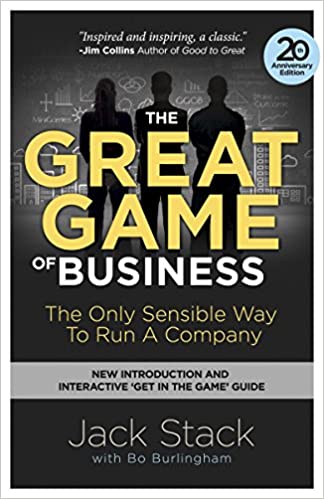 "Inspired and inspiring, a classic."
-Jim Collins Author of Good to Great
20th
Anniversary
Edition
MiniGames
THE
GREAT
GAME
OF BUSINESS
The Only Sensible Way
To Run A Company
NEW INTRODUCTION AND
INTERACTIVE ‘GET IN THE GAME’ GUIDE
Jack Stack
with Bo Burlingham